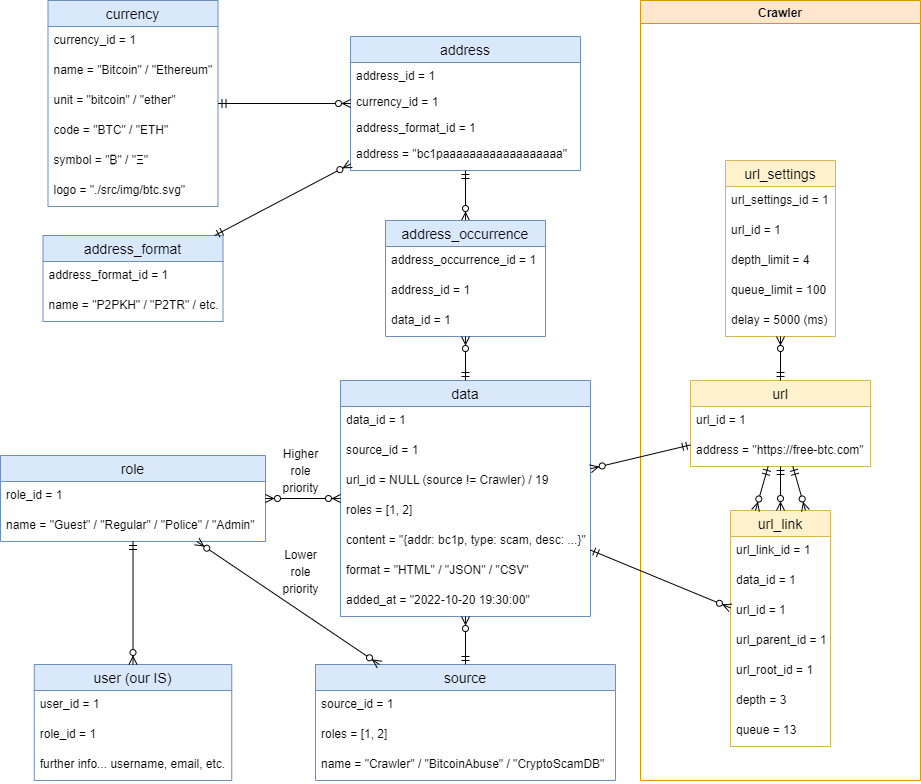 currency
currency_id = 1
name = "Bitcoin" / "Ethereum"
unit = "bitcoin" / "ether"
code = "BTC" / "ETH"
symbol = "₿" / "Ξ"
logo = "./src/img/btc.svg"
address
address_id = 1
currency_id = 1
address_format_id = 1
address = "bc1paaaaaaaaaaaaaaaaaa"
address_format
address_format_id = 1
name = "P2PKH" / "P2TR" / etc.
address_occurrence
address_occurrence_id = 1
address_id = 1
data_id = 1
data
data_id = 1
source_id = 1
url_id = NULL (source != Crawler) / 19
roles = [1, 2]
content = "{addr: bc1p, type: scam, desc: ...}"
format = "HTML" / "JSON" / "CSV"
added_at = "2022-10-20 19:30:00"
Higher
role
priority
role
role_id = 1
name = "Guest" / "Regular" / "Police" / "Admin"
Lower
role
priority
user (our IS)
user_id = 1
role_id = 1
further info... username, email, etc.
source
source_id = 1
roles = [1, 2]
name = "Crawler" / "BitcoinAbuse" / "CryptoScamDB"
Crawler
url_settings
url_settings_id = 1
url_id = 1
depth_limit = 4
queue_limit = 100
delay = 5000 (ms)
url
url_id = 1
address = "https://free-btc.com"
url_link
url_link_id = 1
data_id = 1
url_id = 1
url_parent_id = 1
url_root_id = 1
depth = 3
queue = 13